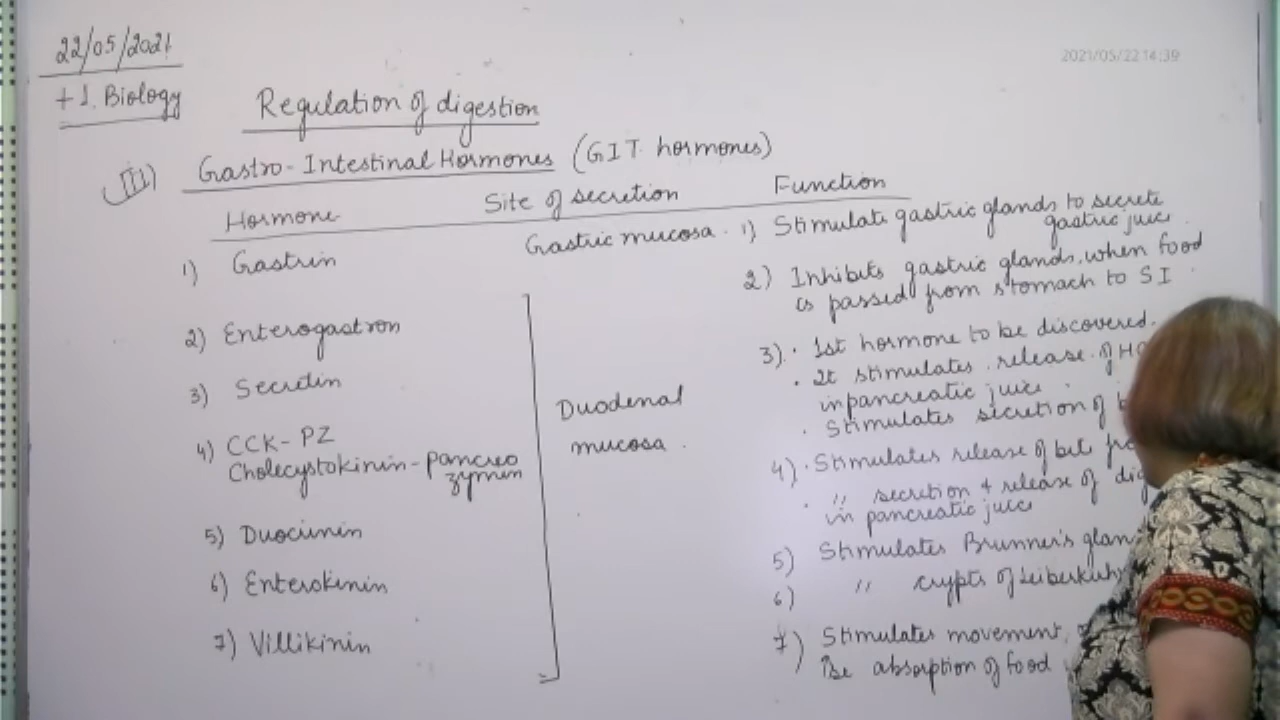 22/05/2021
2021/05/22 14:39
+1. Biology
Regulation of digestion
III) Gastro-Intestinal Hormones (GIT hormones)
Hormone Site of secretion Function
1) Gastrin Gastric mucosa. 1) Stimulate gastric glands to secrete
gastric juice.
2) Inhibits gastric glands, when food
is passed from stomach to SI.
2) Enterogastron
3) Secretin
4) CCK-PZ
Cholecystokinin-pancreo
zymin
5) Duocrinin
6) Enterokinin
7) Villikinin
Duodenal
mucosa.
3) • 1st hormone to be discovered.
• It stimulates release of
in pancreatic juice.
• Stimulates secretion of
4) • Stimulates release of
• " secretion & release of
in pancreatic juice
5) Stimulates Brunner's
6) " crypts of
7) Stimulates movement
absorption of food